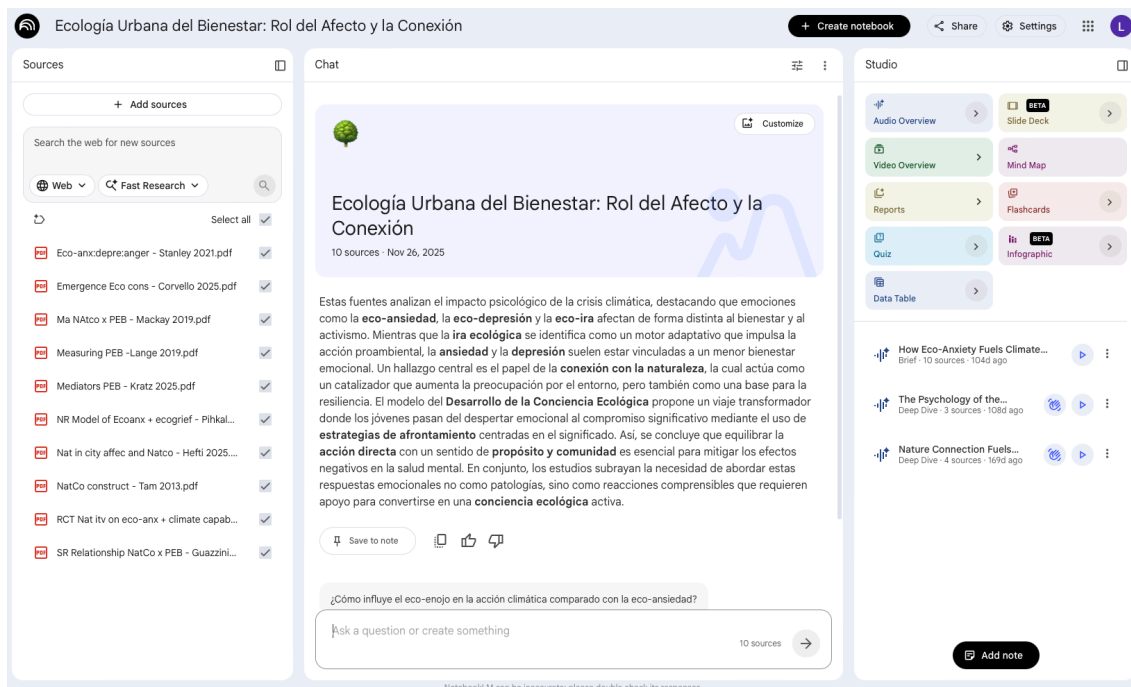 Ecología Urbana del Bienestar: Rol del Afecto y la Conexión
+ Create notebook
Share
Settings
L
Sources
+ Add sources
Search the web for new sources
Web
Fast Research
Select all
PDF Eco-anx:depre:anger - Stanley 2021.pdf
PDF Emergence Eco cons - Corvello 2025.pdf
PDF Ma NAtco x PEB - Mackay 2019.pdf
PDF Measuring PEB -Lange 2019.pdf
PDF Mediators PEB - Kratz 2025.pdf
PDF NR Model of Ecoanx + ecogrief - Pihkal...
PDF Nat in city affec and Natco - Hefti 2025....
PDF NatCo construct - Tam 2013.pdf
PDF RCT Nat itv on eco-anx + climate capab...
PDF SR Relationship NatCo x PEB - Guazzini...
Chat
Customize
Ecología Urbana del Bienestar: Rol del Afecto y la
Conexión
10 sources · Nov 26, 2025
Estas fuentes analizan el impacto psicológico de la crisis climática, destacando que emociones
como la eco-ansiedad, la eco-depresión y la eco-ira afectan de forma distinta al bienestar y al
activismo. Mientras que la ira ecológica se identifica como un motor adaptativo que impulsa la
acción proambiental, la ansiedad y la depresión suelen estar vinculadas a un menor bienestar
emocional. Un hallazgo central es el papel de la conexión con la naturaleza, la cual actúa como
un catalizador que aumenta la preocupación por el entorno, pero también como una base para la
resiliencia. El modelo del Desarrollo de la Conciencia Ecológica propone un viaje transformador
donde los jóvenes pasan del despertar emocional al compromiso significativo mediante el uso de
estrategias de afrontamiento centradas en el significado. Así, se concluye que equilibrar la
acción directa con un sentido de propósito y comunidad es esencial para mitigar los efectos
negativos en la salud mental. En conjunto, los estudios subrayan la necesidad de abordar estas
respuestas emocionales no como patologías, sino como reacciones comprensibles que requieren
apoyo para convertirse en una conciencia ecológica activa.
Save to note
¿Cómo influye el eco-enojo en la acción climática comparado con la eco-ansiedad?
Ask a question or create something
10 sources
Studio
Audio Overview
BETA
Slide Deck
Video Overview
Mind Map
Reports
Flashcards
Quiz
BETA
Infographic
Data Table
How Eco-Anxiety Fuels Climate...
Brief · 10 sources · 104d ago
The Psychology of the...
Deep Dive · 3 sources · 108d ago
Nature Connection Fuels...
Deep Dive · 4 sources · 169d ago
Add note